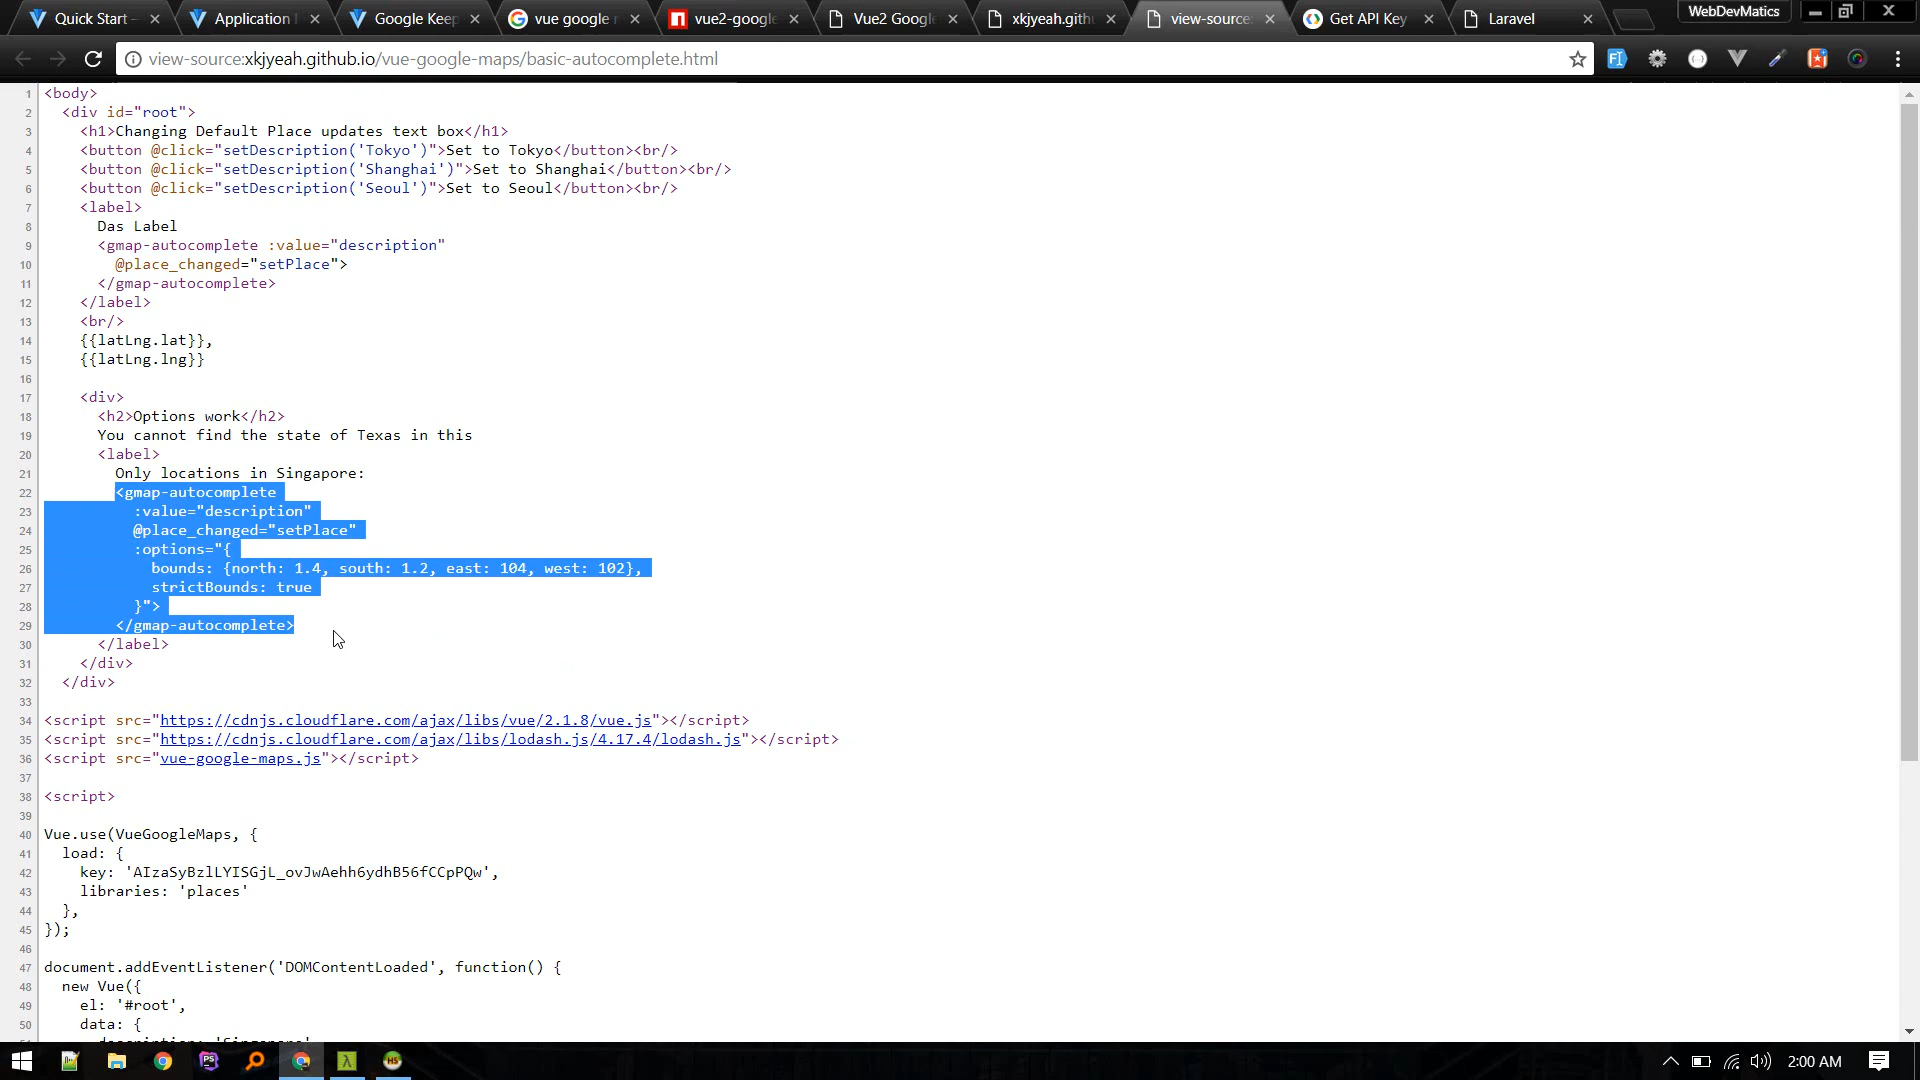 Quick Start –
Application I
Google Keep
vue google m
vue2-google
Vue2 Googl
xkjyeah.gith
view-source:
Get API Key
Laravel
WebDevMatics
view-source:xkjyeah.github.io/vue-google-maps/basic-autocomplete.html
1 <body>
2 <div id="root">
3 <h1>Changing Default Place updates text box</h1>
4 <button @click="setDescription('Tokyo')">Set to Tokyo</button><br/>
5 <button @click="setDescription('Shanghai')">Set to Shanghai</button><br/>
6 <button @click="setDescription('Seoul')">Set to Seoul</button><br/>
7 <label>
8 Das Label
9 <gmap-autocomplete :value="description"
10 @place_changed="setPlace">
11 </gmap-autocomplete>
12 </label>
13 <br/>
14 {{latLng.lat}},
15 {{latLng.lng}}
16
17 <div>
18 <h2>Options work</h2>
19 You cannot find the state of Texas in this
20 <label>
21 Only locations in Singapore:
22 <gmap-autocomplete
23 :value="description"
24 @place_changed="setPlace"
25 :options="{
26 bounds: {north: 1.4, south: 1.2, east: 104, west: 102},
27 strictBounds: true
28 }">
29 </gmap-autocomplete>
30 </label>
31 </div>
32 </div>
33
34 <script src="https://cdnjs.cloudflare.com/ajax/libs/vue/2.1.8/vue.js"></script>
35 <script src="https://cdnjs.cloudflare.com/ajax/libs/lodash.js/4.17.4/lodash.js"></script>
36 <script src="vue-google-maps.js"></script>
37
38 <script>
39
40 Vue.use(VueGoogleMaps, {
41 load: {
42 key: 'AIzaSyBzlLYISGjL_ovJwAehh6ydhB56fCCpPQw',
43 libraries: 'places'
44 },
45 });
46
47 document.addEventListener('DOMContentLoaded', function() {
48 new Vue({
49 el: '#root',
50 data: {
2:00 AM